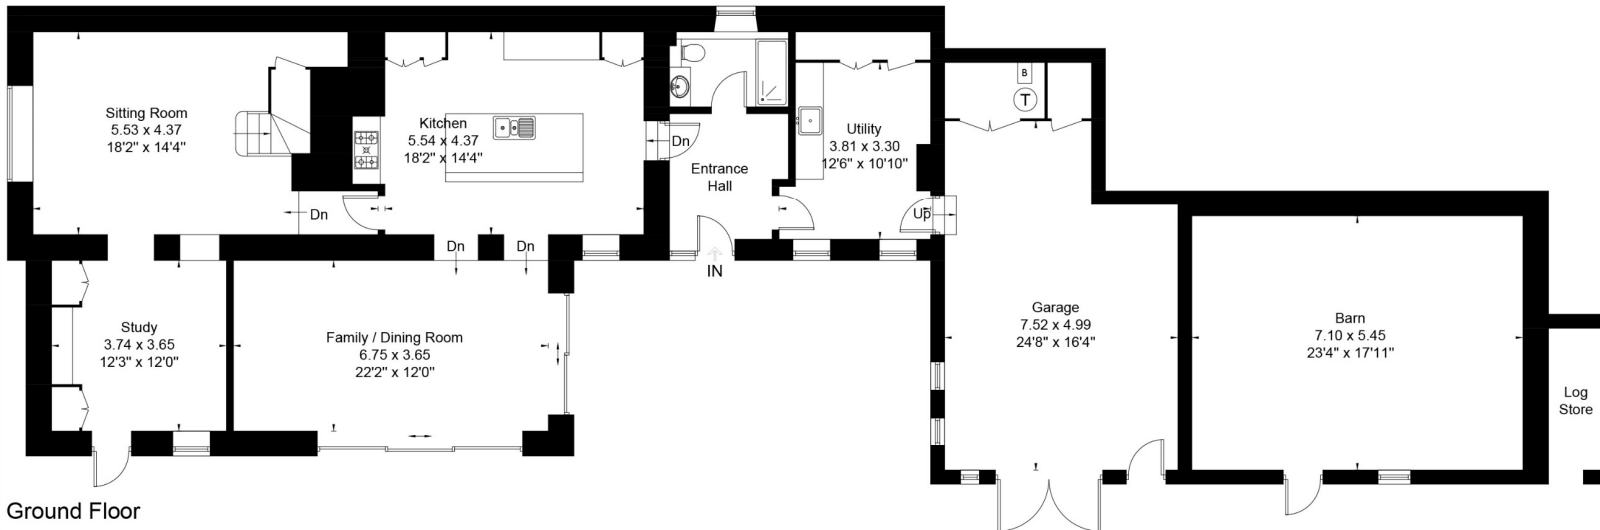 Sitting Room
5.53 x 4.37
18'2" x 14'4"
Dn
Kitchen
5.54 x 4.37
18'2" x 14'4"
Dn
Entrance
Hall
Utility
3.81 x 3.30
12'6" x 10'10"
Up
B
T
Dn
Dn
IN
Study
3.74 x 3.65
12'3" x 12'0"
Family / Dining Room
6.75 x 3.65
22'2" x 12'0"
Garage
7.52 x 4.99
24'8" x 16'4"
Barn
7.10 x 5.45
23'4" x 17'11"
Log
Store
Ground Floor